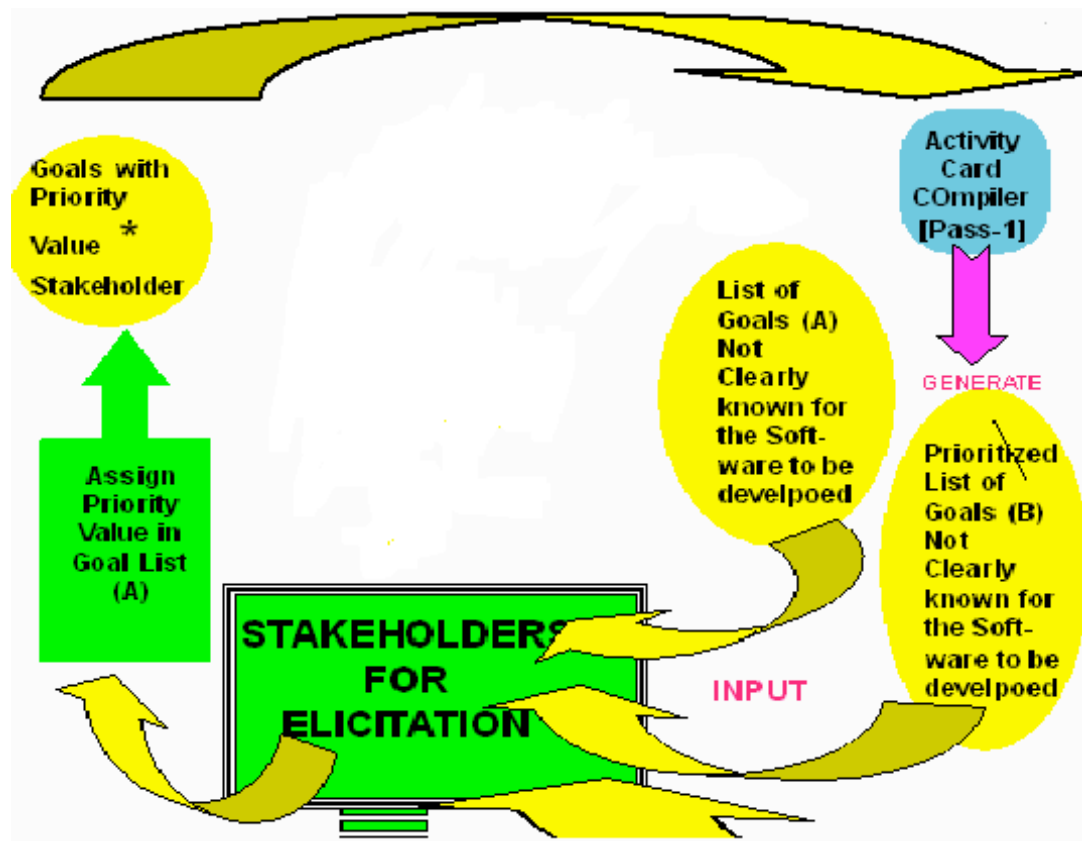 Goals with
Priority
Value *
Stakeholder
Activity
Card
COmpiler
[Pass-1]
List of
Goals (A)
Not
Clearly
known for
the Soft-
ware to be
develpoed
GENERATE
Prioritized
List of
Goals (B)
Not
Clearly
known for
the Soft-
ware to be
develpoed
Assign
Priority
Value in
Goal List
(A)
STAKEHOLDERS
FOR
ELICITATION
INPUT